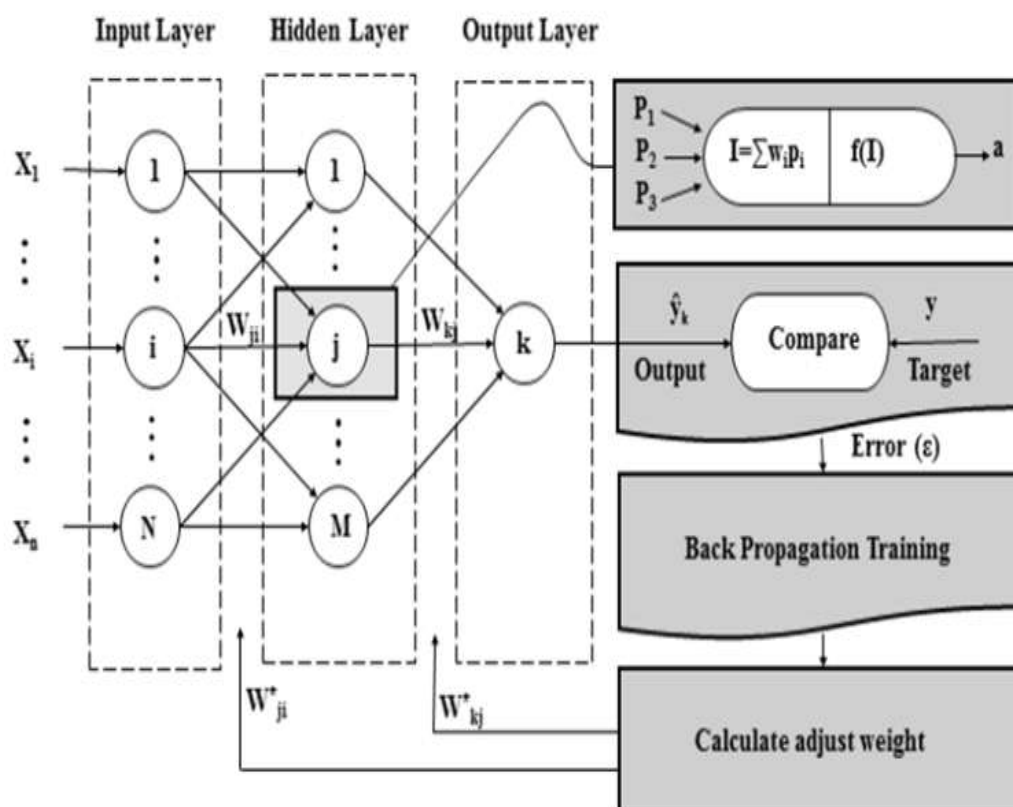 Input Layer
Hidden Layer
Output Layer
X₁
Xᵢ
Xₙ
1
i
N
1
j
M
k
Wⱼᵢ
Wₖⱼ
P₁
P₂
P₃
I=∑wᵢpᵢ
f(I)
a
ŷₖ
Output
Compare
y
Target
Error (ε)
Back Propagation Training
Calculate adjust weight
W*ⱼᵢ
W*ₖⱼ